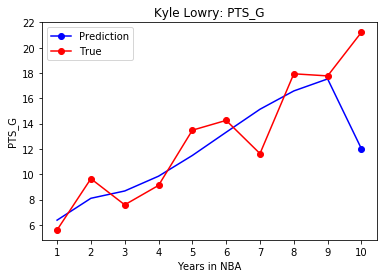 Kyle Lowry: PTS_G
Prediction
True
PTS_G
22
20
18
16
14
12
10
8
6
1 2 3 4 5 6 7 8 9 10
Years in NBA